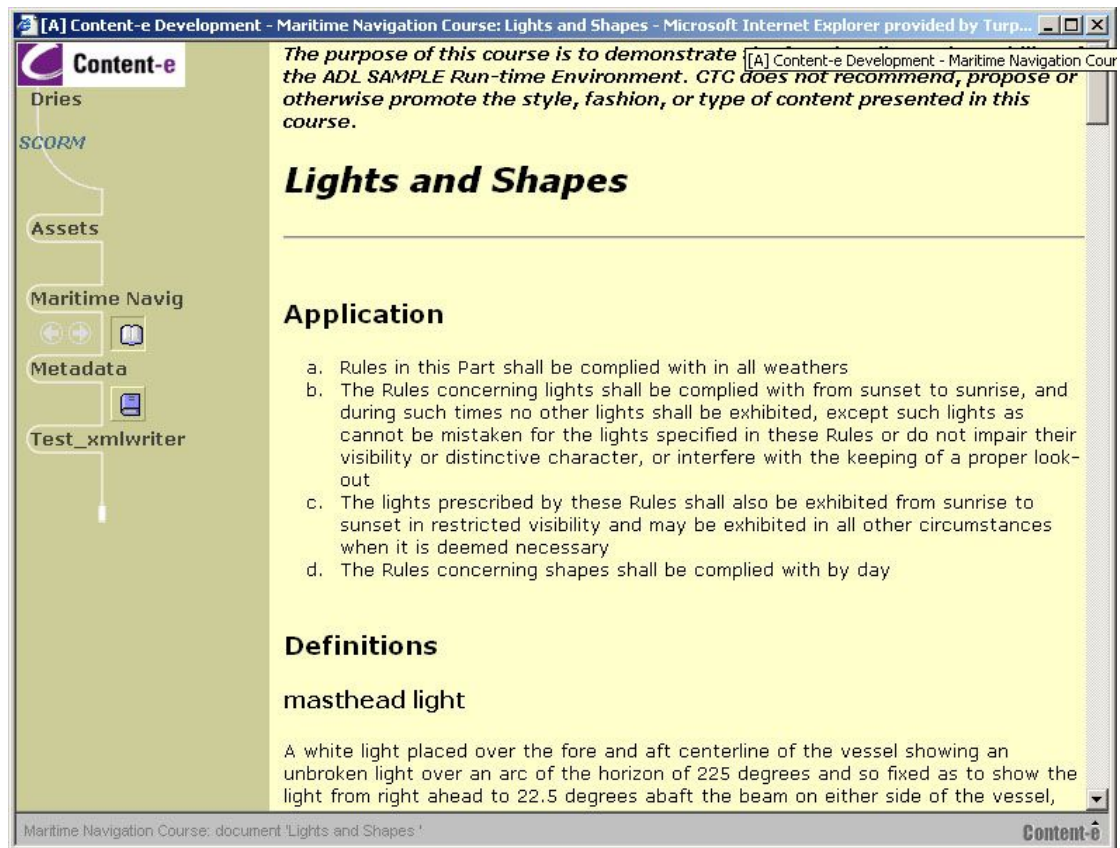 [A] Content-e Development - Maritime Navigation Course: Lights and Shapes - Microsoft Internet Explorer provided by Turp...
Content-e
Dries
SCORM
Assets
Maritime Navig
Metadata
Test_xmlwriter
The purpose of this course is to demonstrate
[A] Content-e Development - Maritime Navigation Cour
the ADL SAMPLE Run-time Environment. CTC does not recommend, propose or
otherwise promote the style, fashion, or type of content presented in this
course.
Lights and Shapes
Application
a. Rules in this Part shall be complied with in all weathers
b. The Rules concerning lights shall be complied with from sunset to sunrise, and
during such times no other lights shall be exhibited, except such lights as
cannot be mistaken for the lights specified in these Rules or do not impair their
visibility or distinctive character, or interfere with the keeping of a proper look-
out
c. The lights prescribed by these Rules shall also be exhibited from sunrise to
sunset in restricted visibility and may be exhibited in all other circumstances
when it is deemed necessary
d. The Rules concerning shapes shall be complied with by day
Definitions
masthead light
A white light placed over the fore and aft centerline of the vessel showing an
unbroken light over an arc of the horizon of 225 degrees and so fixed as to show the
light from right ahead to 22.5 degrees abaft the beam on either side of the vessel,
Maritime Navigation Course: document 'Lights and Shapes '
Content-e